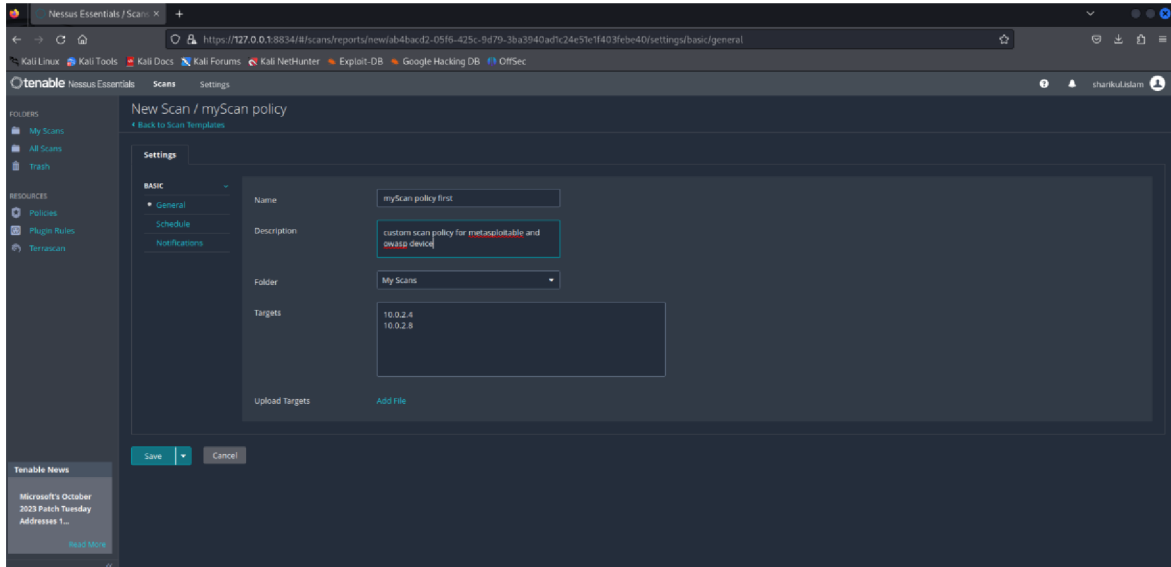 Nessus Essentials / Scans
https://127.0.0.1:8834/#/scans/reports/new/ab4bacd2-05f6-425c-9d79-3ba3940ad1c24e51e1f403febe40/settings/basic/general
Kali Linux Kali Tools Kali Docs Kali Forums Kali NetHunter Exploit-DB Google Hacking DB OffSec
tenable Nessus Essentials Scans Settings sharikul.islam
FOLDERS
My Scans
All Scans
Trash
RESOURCES
Policies
Plugin Rules
Terrascan
New Scan / myScan policy
Back to Scan Templates
Settings
BASIC
General
Schedule
Notifications
Name myScan policy first
Description custom scan policy for metasploitable and
owasp device
Folder My Scans
Targets 10.0.2.4
10.0.2.8
Upload Targets Add File
Save Cancel
Tenable News
Microsoft's October
2023 Patch Tuesday
Addresses 1...
Read More